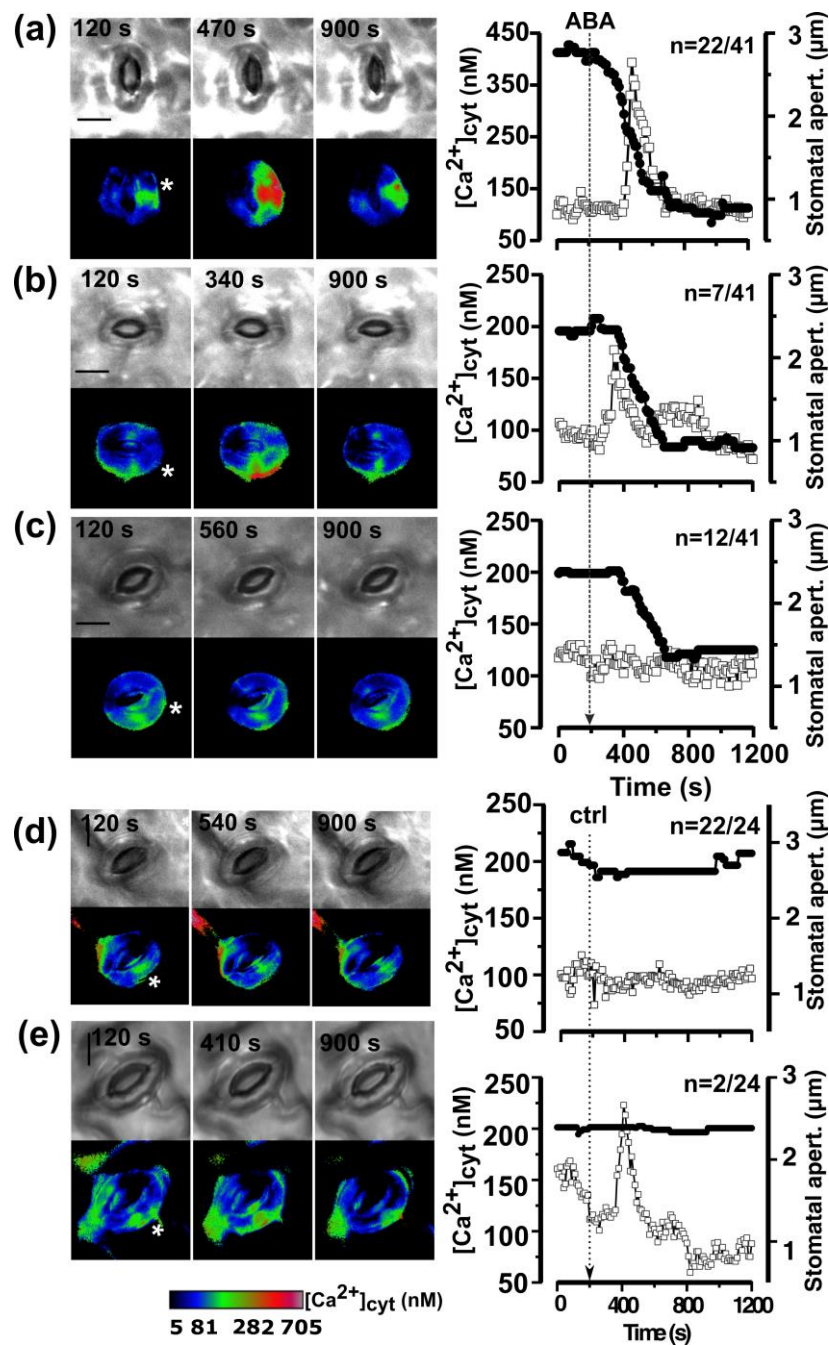 (a)
120 s 470 s 900 s
*
ABA
n=22/41
[Ca2+]cyt (nM)
450
350
250
150
50
3
2
1
Stomatal apert. (µm)
(b)
120 s 340 s 900 s
*
n=7/41
[Ca2+]cyt (nM)
250
200
150
100
50
3
2
1
Stomatal apert. (µm)
(c)
120 s 560 s 900 s
*
n=12/41
[Ca2+]cyt (nM)
250
200
150
100
50
3
2
1
Stomatal apert. (µm)
0 400 800 1200
Time (s)
(d)
120 s 540 s 900 s
*
ctrl
n=22/24
[Ca2+]cyt (nM)
250
200
150
100
50
3
2
1
Stomatal apert. (µm)
(e)
120 s 410 s 900 s
*
n=2/24
[Ca2+]cyt (nM)
250
200
150
100
50
3
2
1
Stomatal apert. (µm)
0 400 800 1200
Time (s)
[Ca2+]cyt (nM)
5 81 282 705